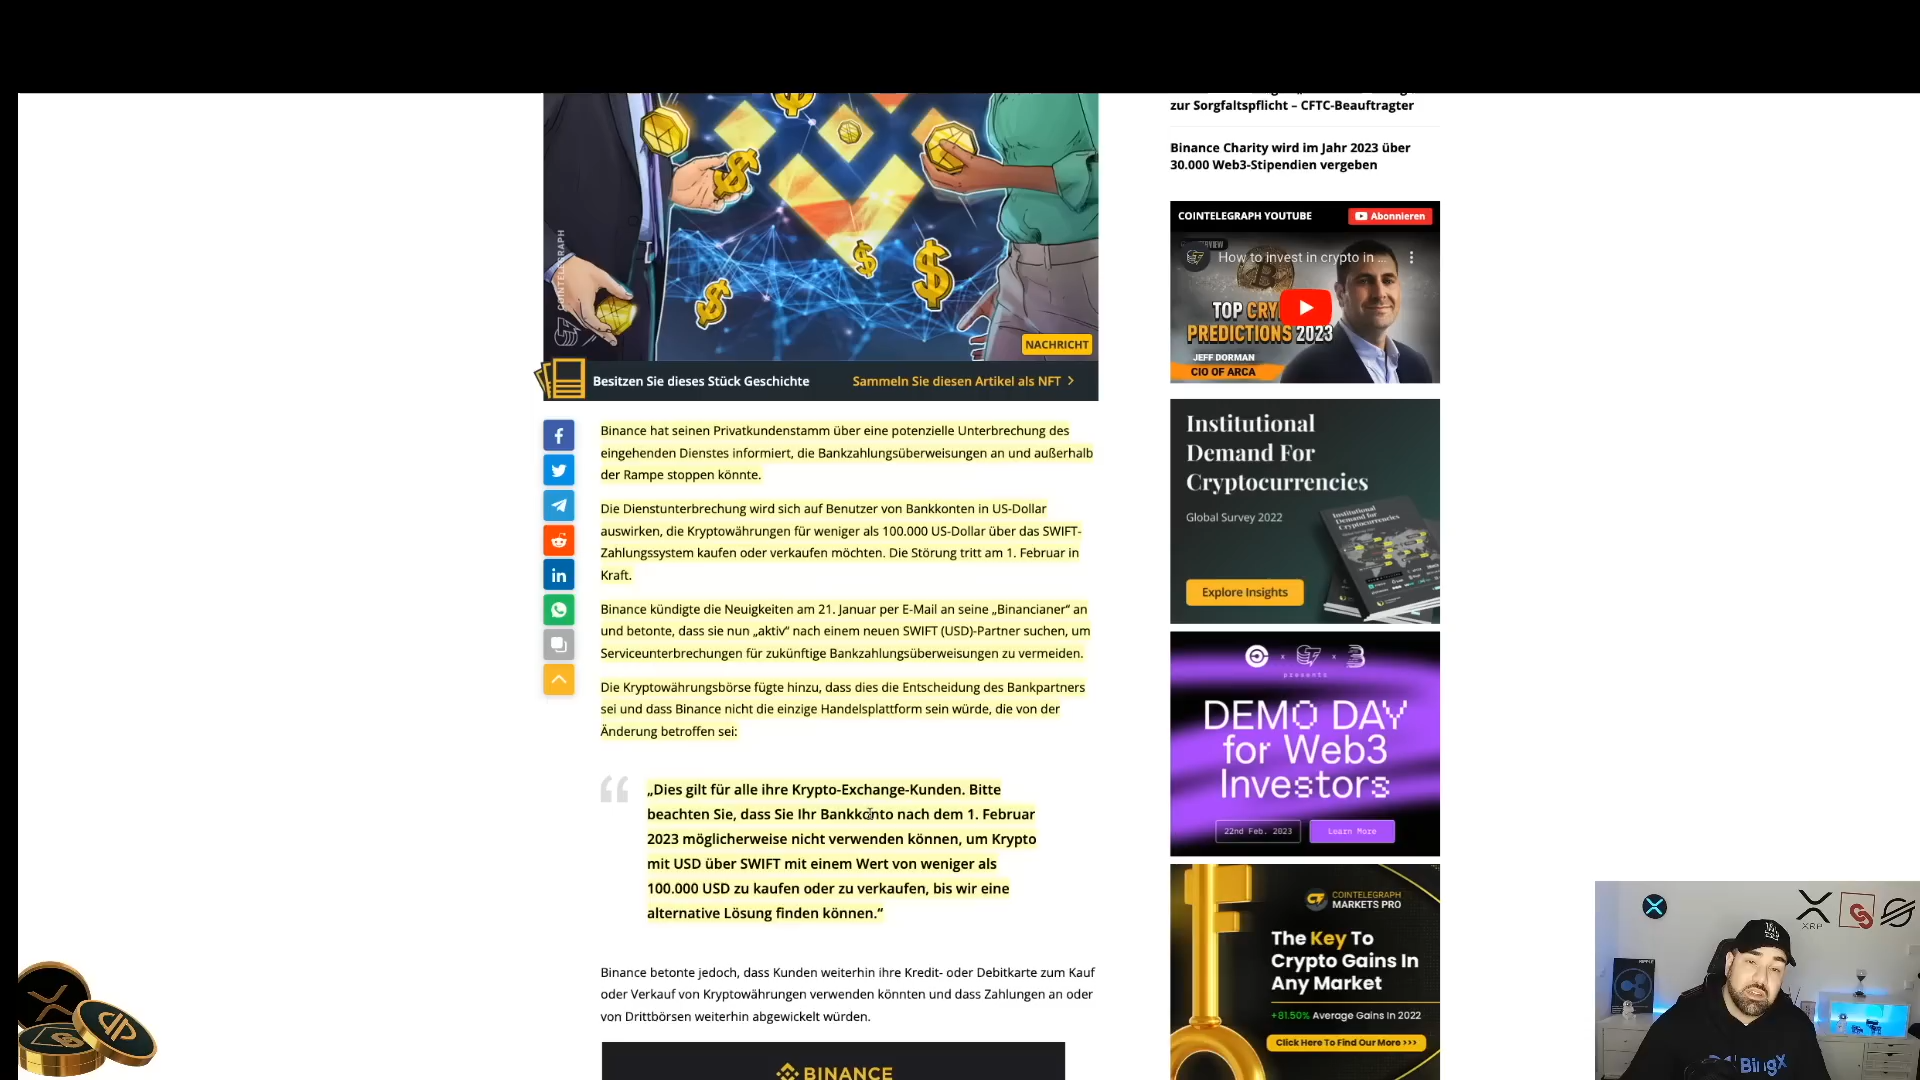 zur Sorgfaltspflicht – CFTC-Beauftragter
Binance Charity wird im Jahr 2023 über
30.000 Web3-Stipendien vergeben
COINTELEGRAPH YOUTUBE
Abonnieren
How to invest in crypto in ...
TOP CRY
PREDICTIONS 2023
JEFF DORMAN
CIO OF ARCA
COINTELEGRAPH
NACHRICHT
Besitzen Sie dieses Stück Geschichte
Sammeln Sie diesen Artikel als NFT
Binance hat seinen Privatkundenstamm über eine potenzielle Unterbrechung des
eingehenden Dienstes informiert, die Bankzahlungsüberweisungen an und außerhalb
der Rampe stoppen könnte.
Die Dienstunterbrechung wird sich auf Benutzer von Bankkonten in US-Dollar
auswirken, die Kryptowährungen für weniger als 100.000 US-Dollar über das SWIFT-
Zahlungssystem kaufen oder verkaufen möchten. Die Störung tritt am 1. Februar in
Kraft.
Binance kündigte die Neuigkeiten am 21. Januar per E-Mail an seine „Binancianer“ an
und betonte, dass sie nun „aktiv“ nach einem neuen SWIFT (USD)-Partner suchen, um
Serviceunterbrechungen für zukünftige Bankzahlungsüberweisungen zu vermeiden.
Die Kryptowährungsbörse fügte hinzu, dass dies die Entscheidung des Bankpartners
sei und dass Binance nicht die einzige Handelsplattform sein würde, die von der
Änderung betroffen sei:
„Dies gilt für alle ihre Krypto-Exchange-Kunden. Bitte
beachten Sie, dass Sie Ihr Bankkonto nach dem 1. Februar
2023 möglicherweise nicht verwenden können, um Krypto
mit USD über SWIFT mit einem Wert von weniger als
100.000 USD zu kaufen oder zu verkaufen, bis wir eine
alternative Lösung finden können.“
Binance betonte jedoch, dass Kunden weiterhin ihre Kredit- oder Debitkarte zum Kauf
oder Verkauf von Kryptowährungen verwenden könnten und dass Zahlungen an oder
von Drittbörsen weiterhin abgewickelt würden.
BINANCE
Institutional
Demand For
Cryptocurrencies
Global Survey 2022
Explore Insights
presents
DEMO DAY
for Web3
Investors
22nd Feb. 2023
Learn More
COINTELEGRAPH
MARKETS PRO
The Key To
Crypto Gains In
Any Market
+81.50% Average Gains In 2022
Click Here To Find Our More >>>
XRP
BingX